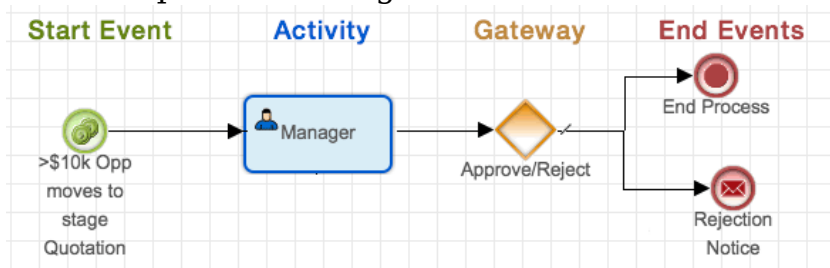 Start Event
Activity
Gateway
End Events
End Process
Manager
>$10k Opp
moves to
stage
Quotation
Approve/Reject
Rejection
Notice